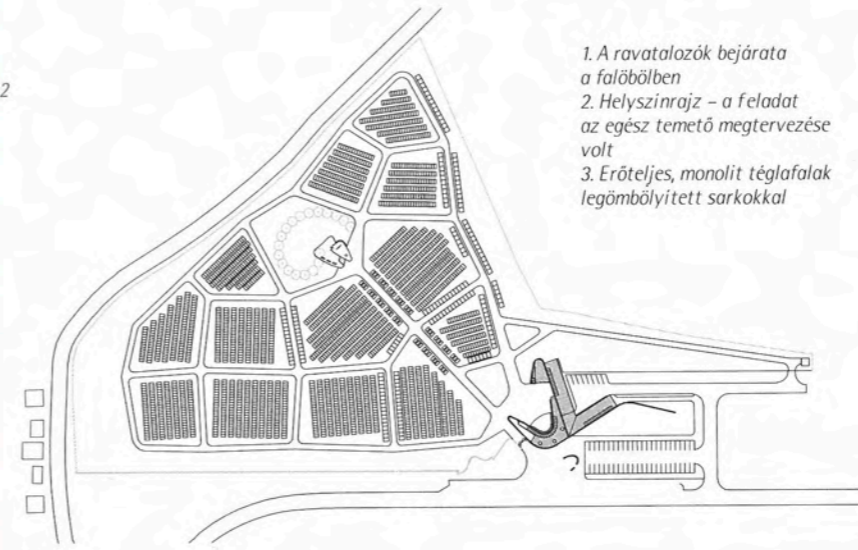 2
1. A ravatalozók bejárata
a falöbölben
2. Helyszínrajz – a feladat
az egész temető megtervezése
volt
3. Erőteljes, monolit téglafalak
legömbölyített sarkokkal